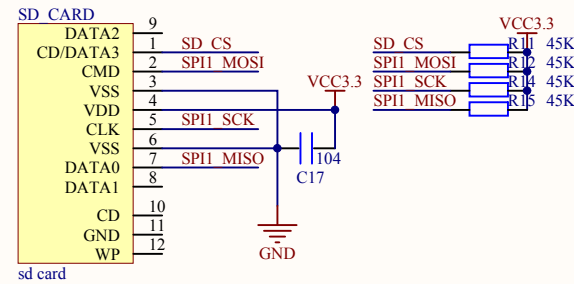 SD_CARD
DATA2 9
CD/DATA3 1 SD_CS
CMD 2 SPI1_MOSI
VSS 3
VDD 4
CLK 5 SPI1_SCK
VSS 6
DATA0 7 SPI1_MISO
DATA1 8
CD 10
GND 11
WP 12
sd card
VCC3.3
104
C17
GND
VCC3.3
SD_CS R11 45K
SPI1_MOSI R12 45K
SPI1_SCK R14 45K
SPI1_MISO R15 45K